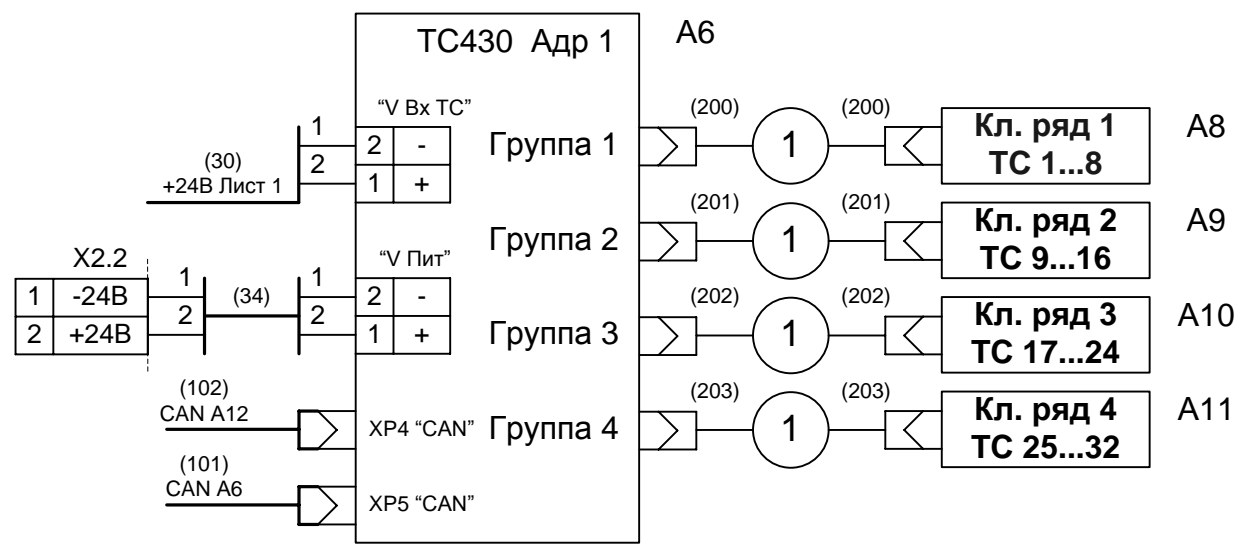 ТС430 Адр 1
А6
“V Вх ТС”
1
2
2 -
1 +
(30)
+24В Лист 1
Группа 1
(200)
1
(200)
Кл. ряд 1
ТС 1...8
А8
Группа 2
(201)
1
(201)
Кл. ряд 2
ТС 9...16
А9
Х2.2
1 -24В
2 +24В
1
2
(34)
1
2
“V Пит”
2 -
1 +
Группа 3
(202)
1
(202)
Кл. ряд 3
ТС 17...24
А10
(102)
CAN A12
XP4 “CAN”
Группа 4
(203)
1
(203)
Кл. ряд 4
ТС 25...32
А11
(101)
CAN A6
XP5 “CAN”